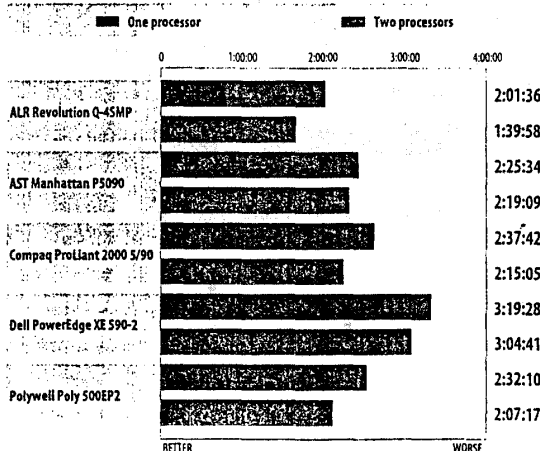 One processor Two processors
0 1:00:00 2:00:00 3:00:00 4:00:00
ALR Revolution Q-4SMP
2:01:36
1:39:58
AST Manhattan P5090
2:25:34
2:19:09
Compaq ProLiant 2000 5/90
2:37:42
2:15:05
Dell PowerEdge XE 590-2
3:19:28
3:04:41
Polywell Poly 500EP2
2:32:10
2:07:17
BETTER WORSE